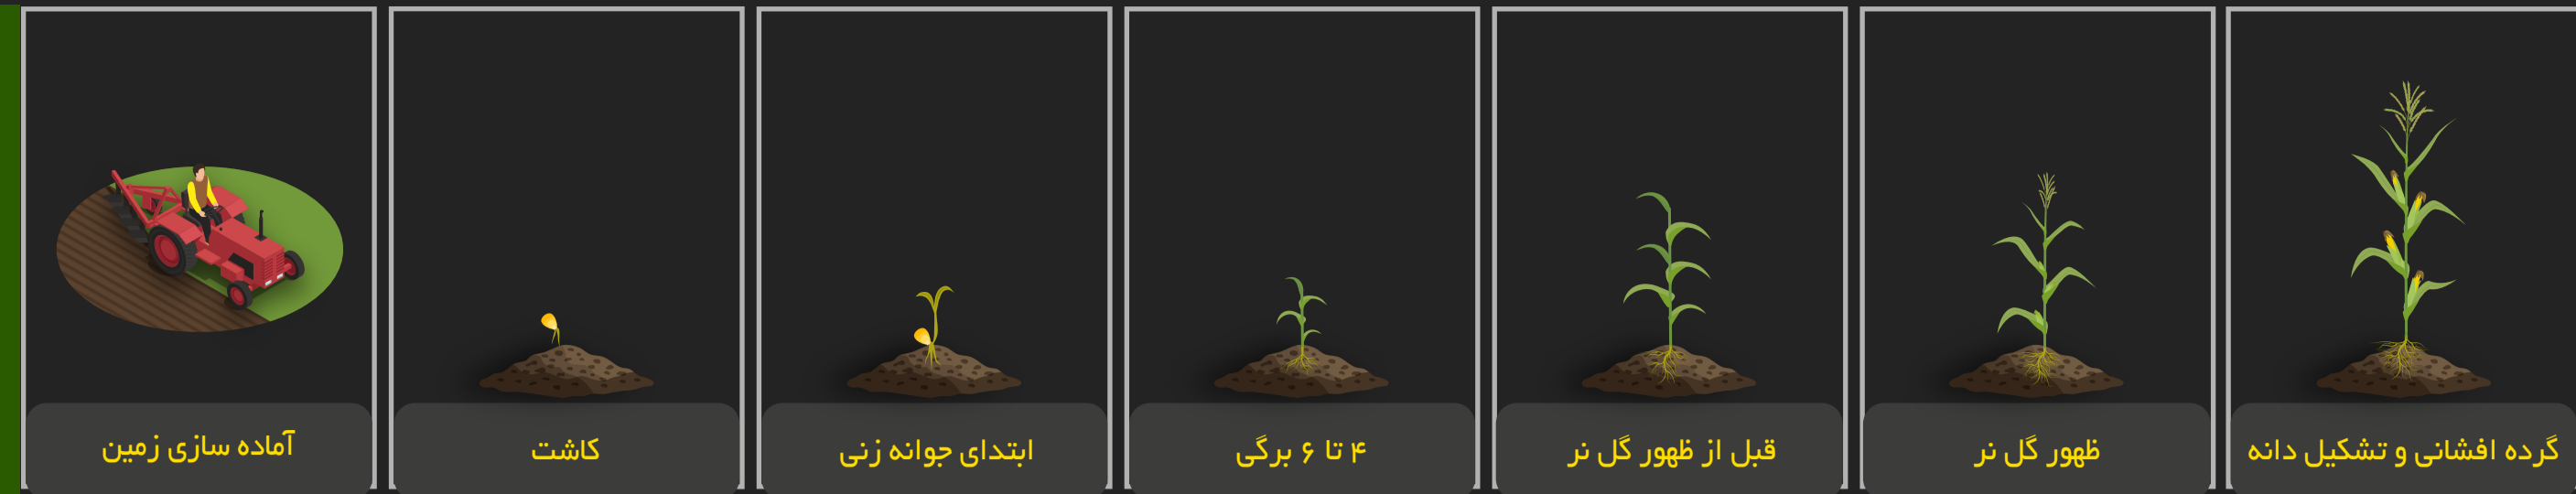 آماده سازی زمین
کاشت
ابتدای جوانه زنی
۴ تا ۶ برگی
قبل از ظهور گل نر
ظهور گل نر
گرده افشانی و تشکیل دانه